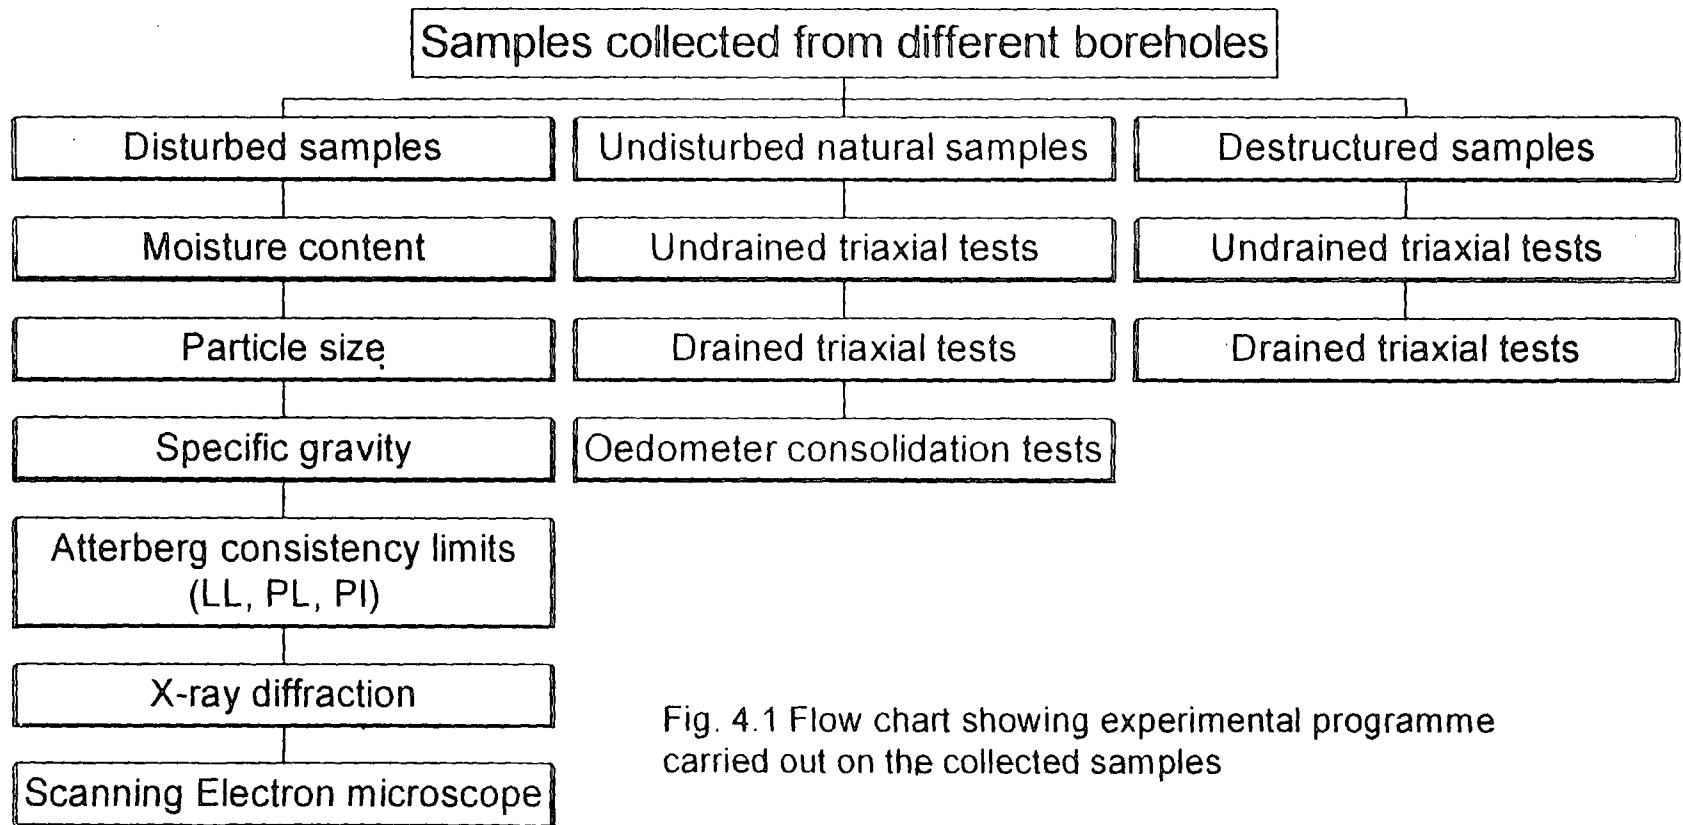 Samples collected from different boreholes
Disturbed samples
Moisture content
Particle size
Specific gravity
Atterberg consistency limits
(LL, PL, PI)
X-ray diffraction
Scanning Electron microscope
Undisturbed natural samples
Undrained triaxial tests
Drained triaxial tests
Oedometer consolidation tests
Destructured samples
Undrained triaxial tests
Drained triaxial tests
Fig. 4.1 Flow chart showing experimental programme
carried out on the collected samples